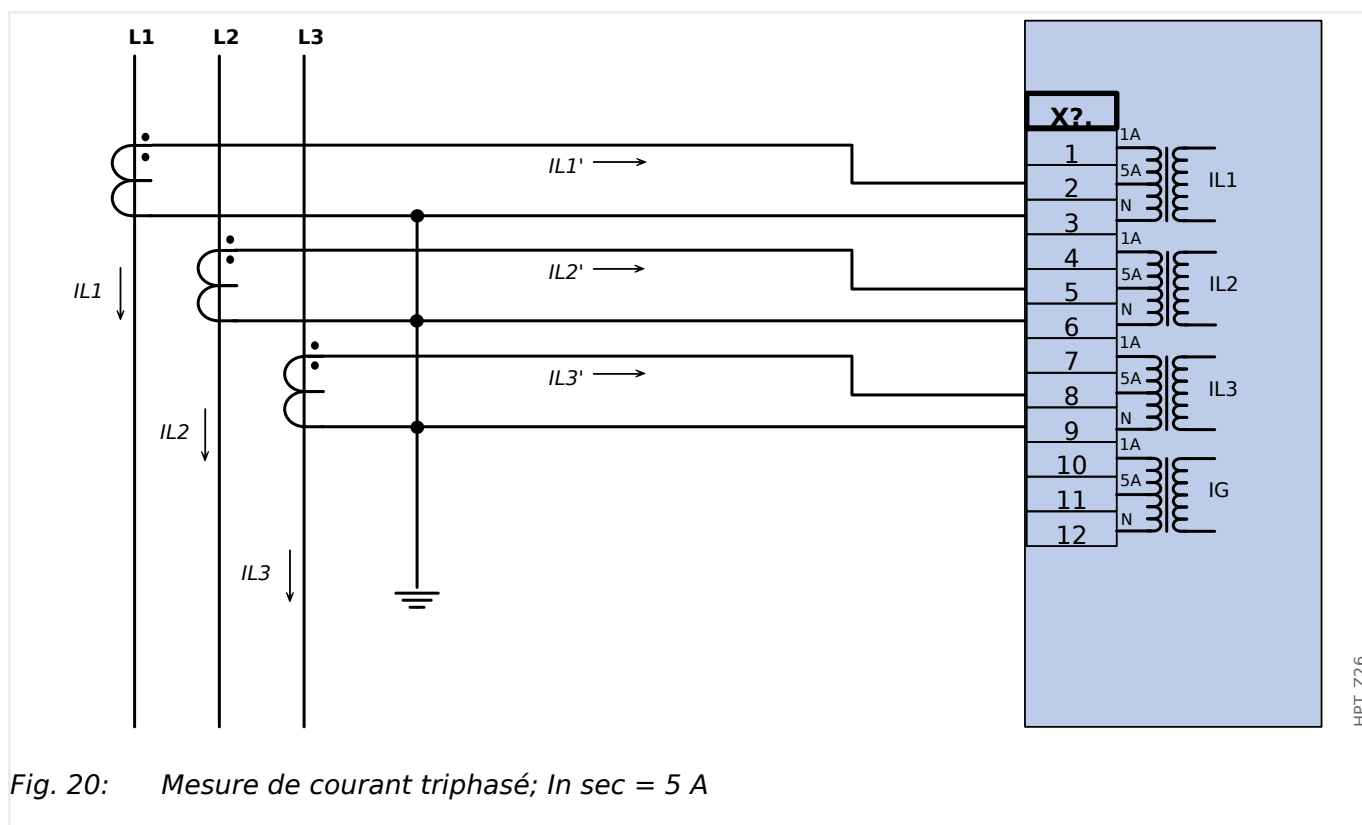 L1 L2 L3
X?.
1
2
3
4
5
6
7
8
9
10
11
12
1A
5A
N
IL1
1A
5A
N
IL2
1A
5A
N
IL3
1A
5A
N
IG
IL1'
IL2'
IL3'
IL1
IL2
IL3
HPT_Z26
Fig. 20: Mesure de courant triphasé; In sec = 5 A